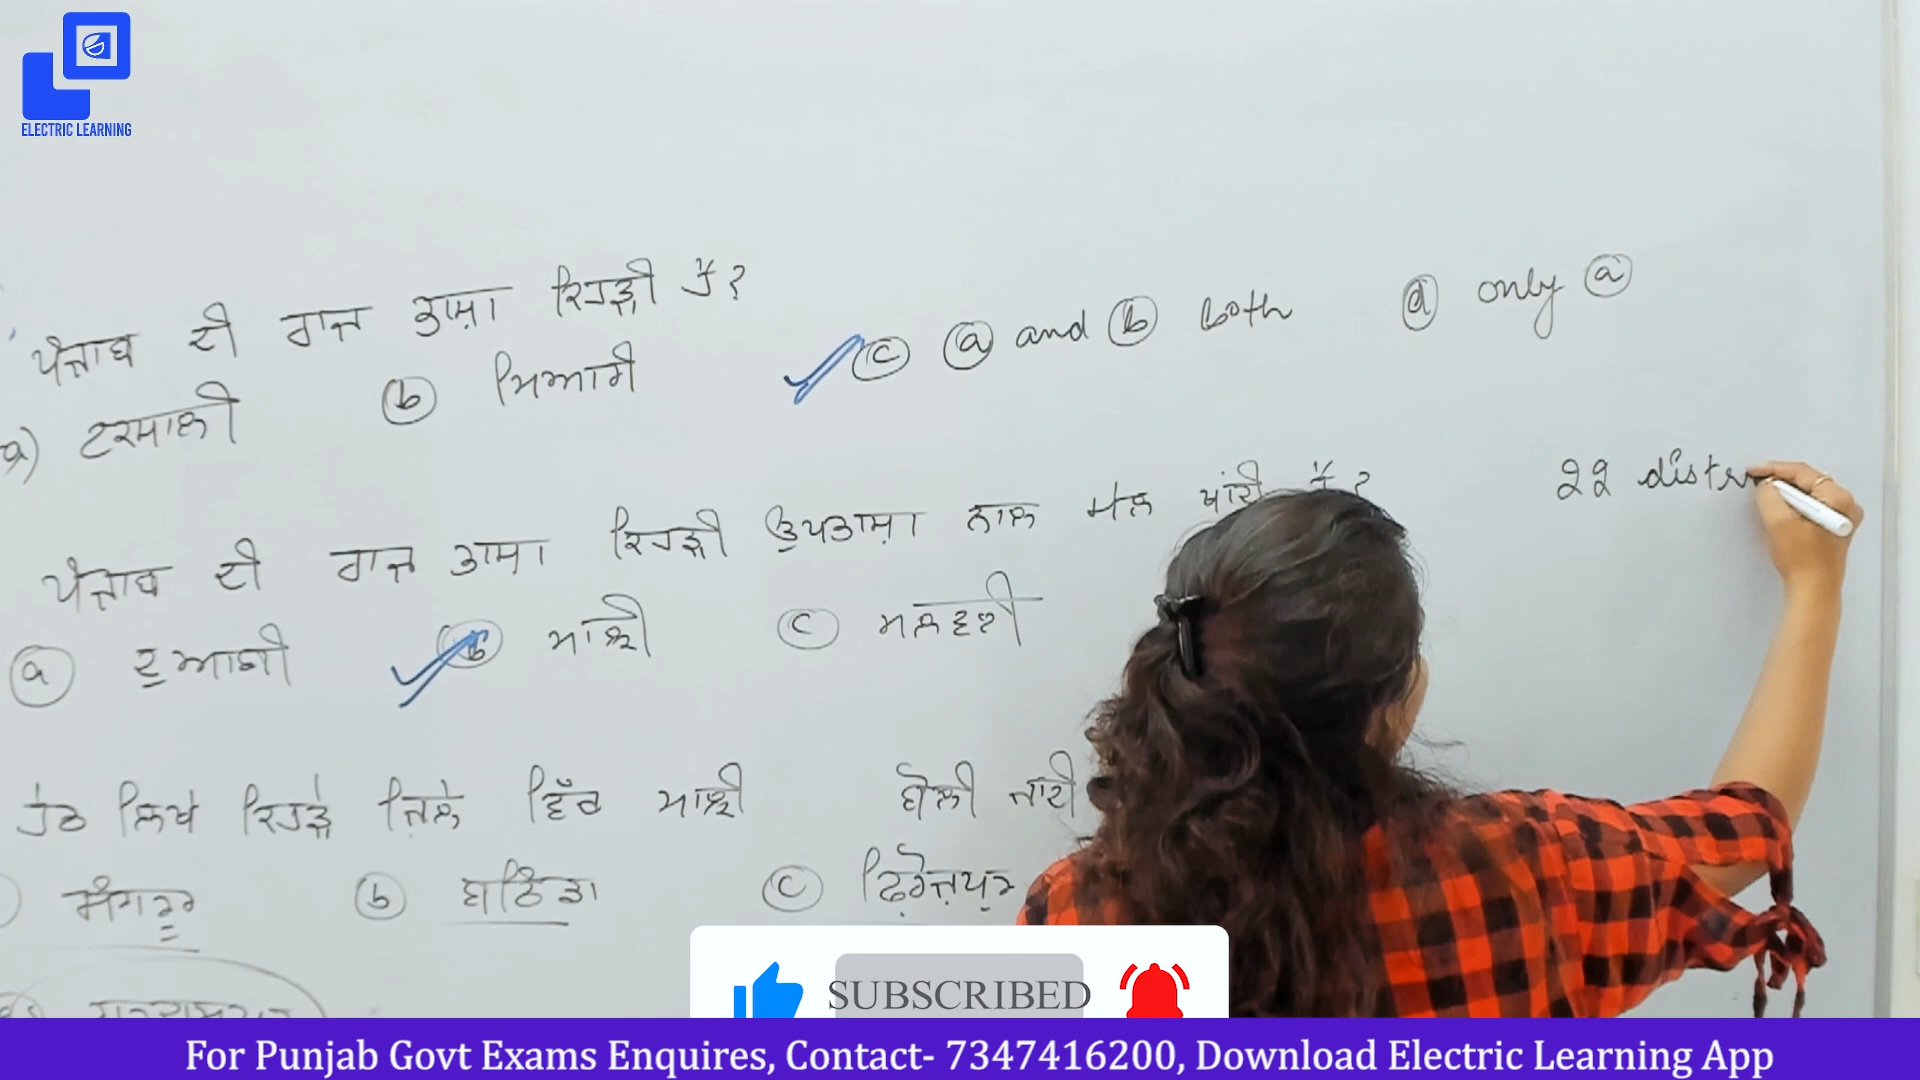 ELECTRIC LEARNING
ਪੰਜਾਬ ਦੀ ਰਾਜ ਭਾਸ਼ਾ ਕਿਹੜੀ ਹੈ?
a) ਟਕਸਾਲੀ (b) ਮਿਆਰੀ (c) (a) and (b) both (d) only (a)
ਪੰਜਾਬ ਦੀ ਰਾਜ ਭਾਸ਼ਾ ਕਿਹੜੀ ਉਪਭਾਸ਼ਾ ਨਾਲ ਮੇਲ ਖਾਂਦੀ ਹੈ?
22 distr
(a) ਦੁਆਬੀ (b) ਮਾਝੀ (c) ਮਲਵਈ
ਹੇਠ ਲਿਖੇ ਕਿਹੜੇ ਜ਼ਿਲੇ ਵਿੱਚ ਮਾਝੀ ਬੋਲੀ ਜਾਂਦੀ
ਸੰਗਰੂਰ (b) ਬਠਿੰਡਾ (c) ਫ਼ਿਰੋਜ਼ਪੁਰ
SUBSCRIBED
For Punjab Govt Exams Enquires, Contact- 7347416200, Download Electric Learning App